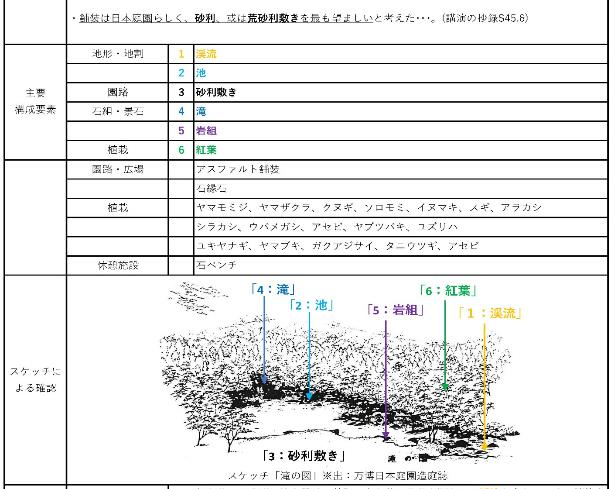 ・舗装は日本庭園らしく、砂利、或は荒砂利敷きを最も望ましいと考えた・・・。(講演の抄録S45.6)
主要
構成要素
地形・地割 1 渓流
2 池
園路 3 砂利敷き
石組・景石 4 滝
5 岩組
植栽 6 紅葉
園路・広場 アスファルト舗装
石縁石
植栽 ヤマモミジ、ヤマザクラ、クヌギ、ソロモミ、イヌマキ、スギ、アラカシ
シラカシ、ウバメガシ、アセビ、ヤブツバキ、ユズリハ
ユキヤナギ、ヤマブキ、ガクアジサイ、タニウツギ、アセビ
休憩施設 石ベンチ
スケッチに
よる確認
「4：滝」
「2：池」
「5：岩組」
「6：紅葉」
「１：渓流」
「3：砂利敷き」
滝の図
スケッチ「滝の図」※出：万博日本庭園造庭誌